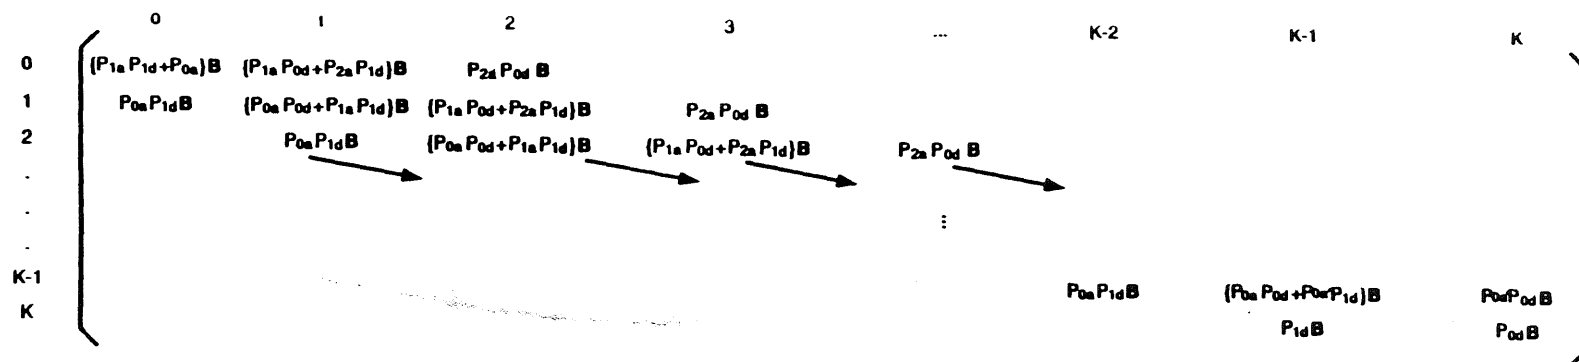 0 1 2 3 ... K-2 K-1 K
0 {P1a P1d+P0a}B {P1a P0d+P2a P1d}B P2a P0d B
1 P0a P1d B {P0a P0d+P1a P1d}B {P1a P0d+P2a P1d}B P2a P0d B
2 P0a P1d B {P0a P0d+P1a P1d}B {P1a P0d+P2a P1d}B P2a P0d B
.
. ⋮
.
K-1 P0a P1d B {P0a P0d+P0a' P1d}B P0a' P0d B
K P1d B P0d B